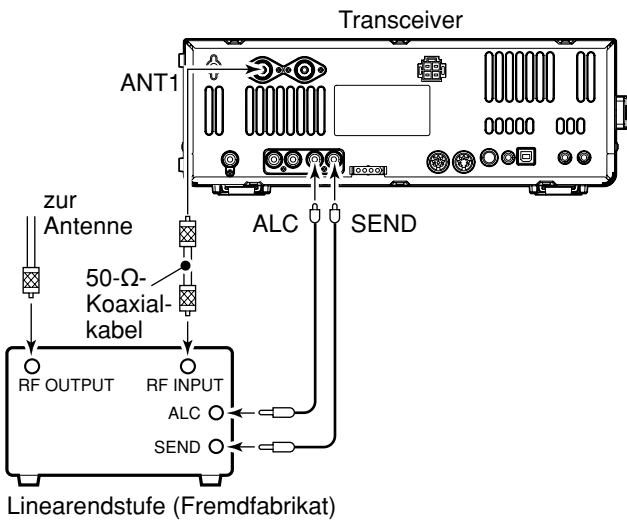 Transceiver
ANT1
zur
Antenne
ALC
SEND
50-Ω-
Koaxial-
kabel
RF OUTPUT
RF INPUT
ALC
SEND
Linearendstufe (Fremdfabrikat)